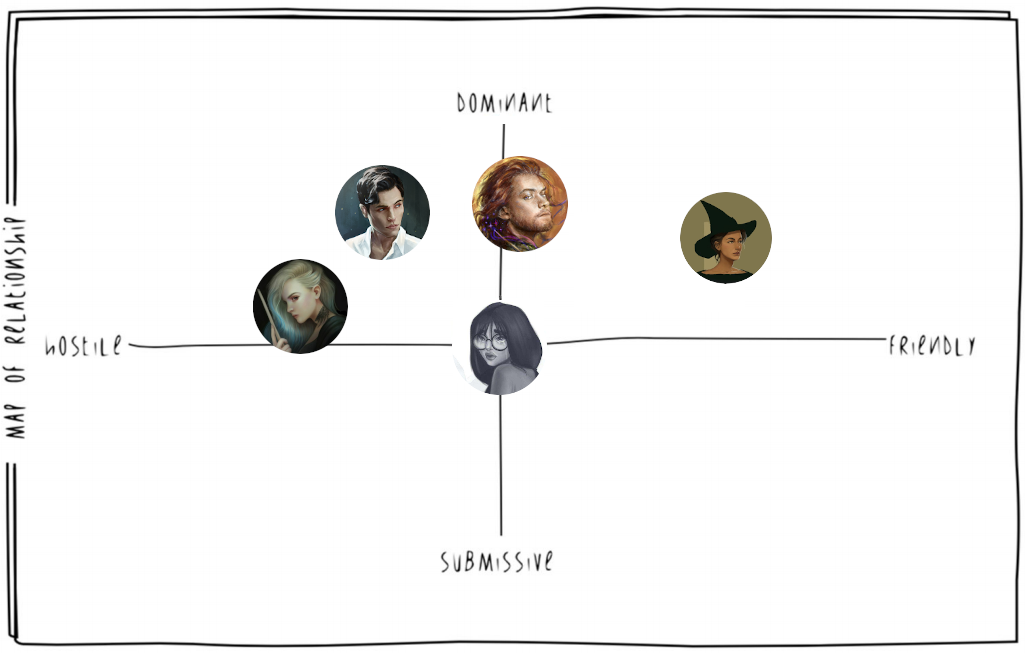 DOMINANT
MAP OF RELATIONSHIP
HOSTILE
FRIENDLY
SUBMISSIVE